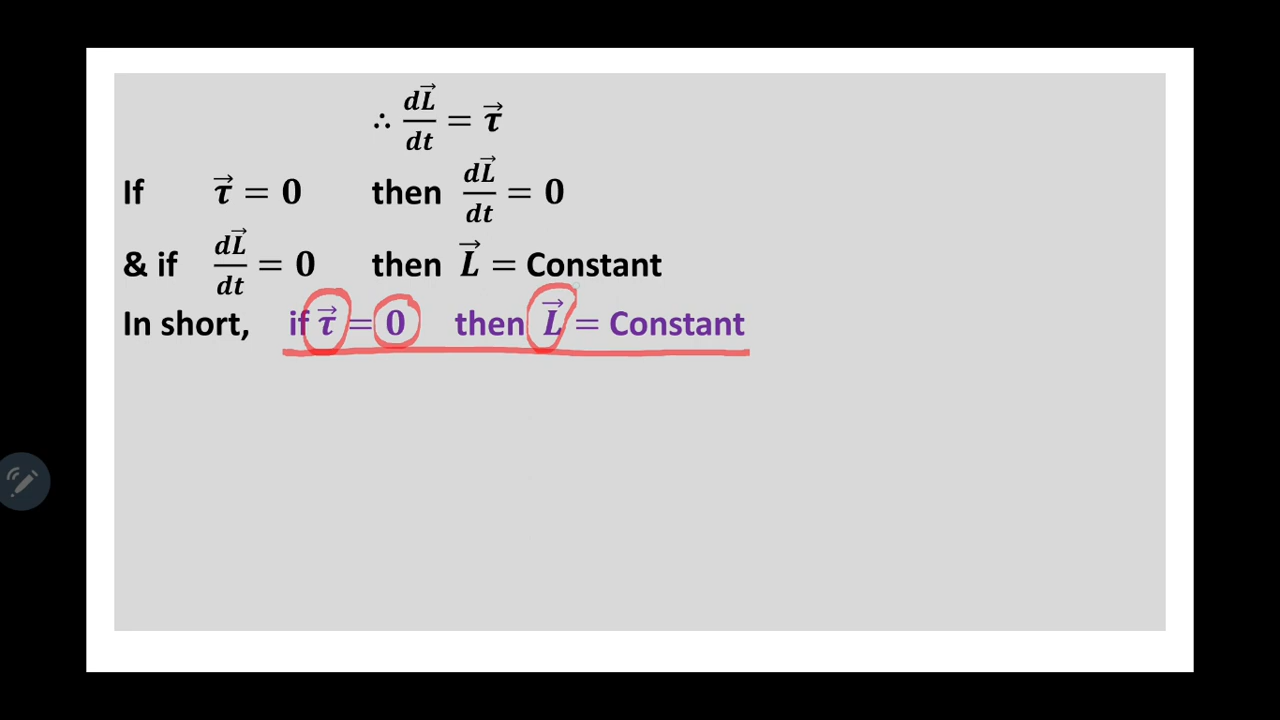 ∴ dL⃗/dt = τ⃗
If τ⃗ = 0 then dL⃗/dt = 0
& if dL⃗/dt = 0 then L⃗ = Constant
In short, if τ⃗ = 0 then L⃗ = Constant